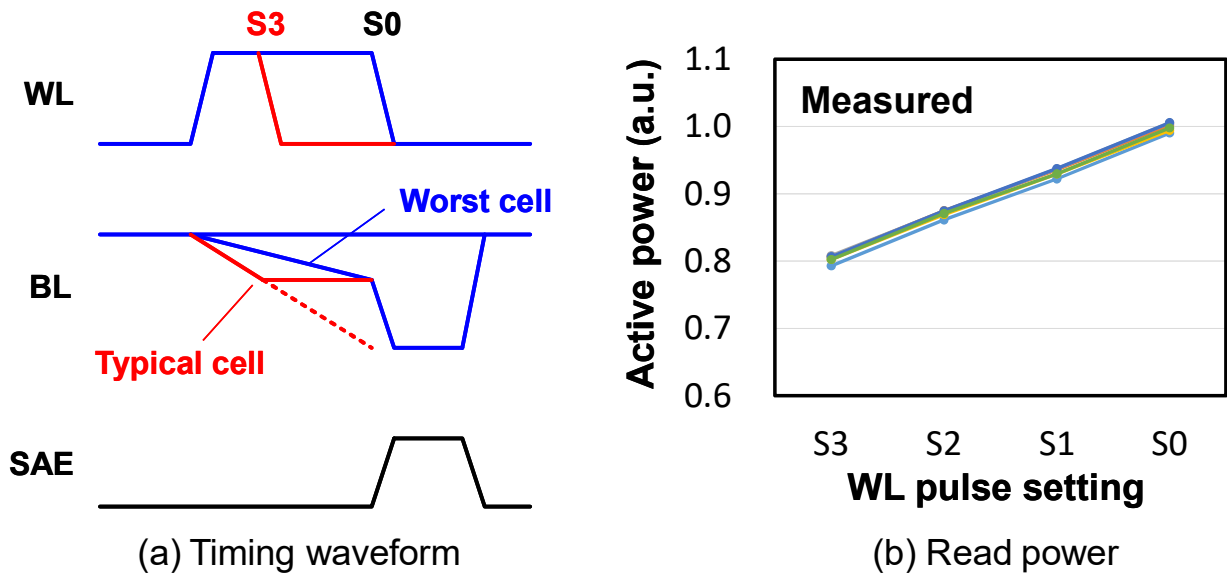 S3
S0
WL
Worst cell
BL
Typical cell
SAE
(a) Timing waveform
Measured
Active power (a.u.)
1.1
1.0
0.9
0.8
0.7
0.6
S3 S2 S1 S0
WL pulse setting
(b) Read power